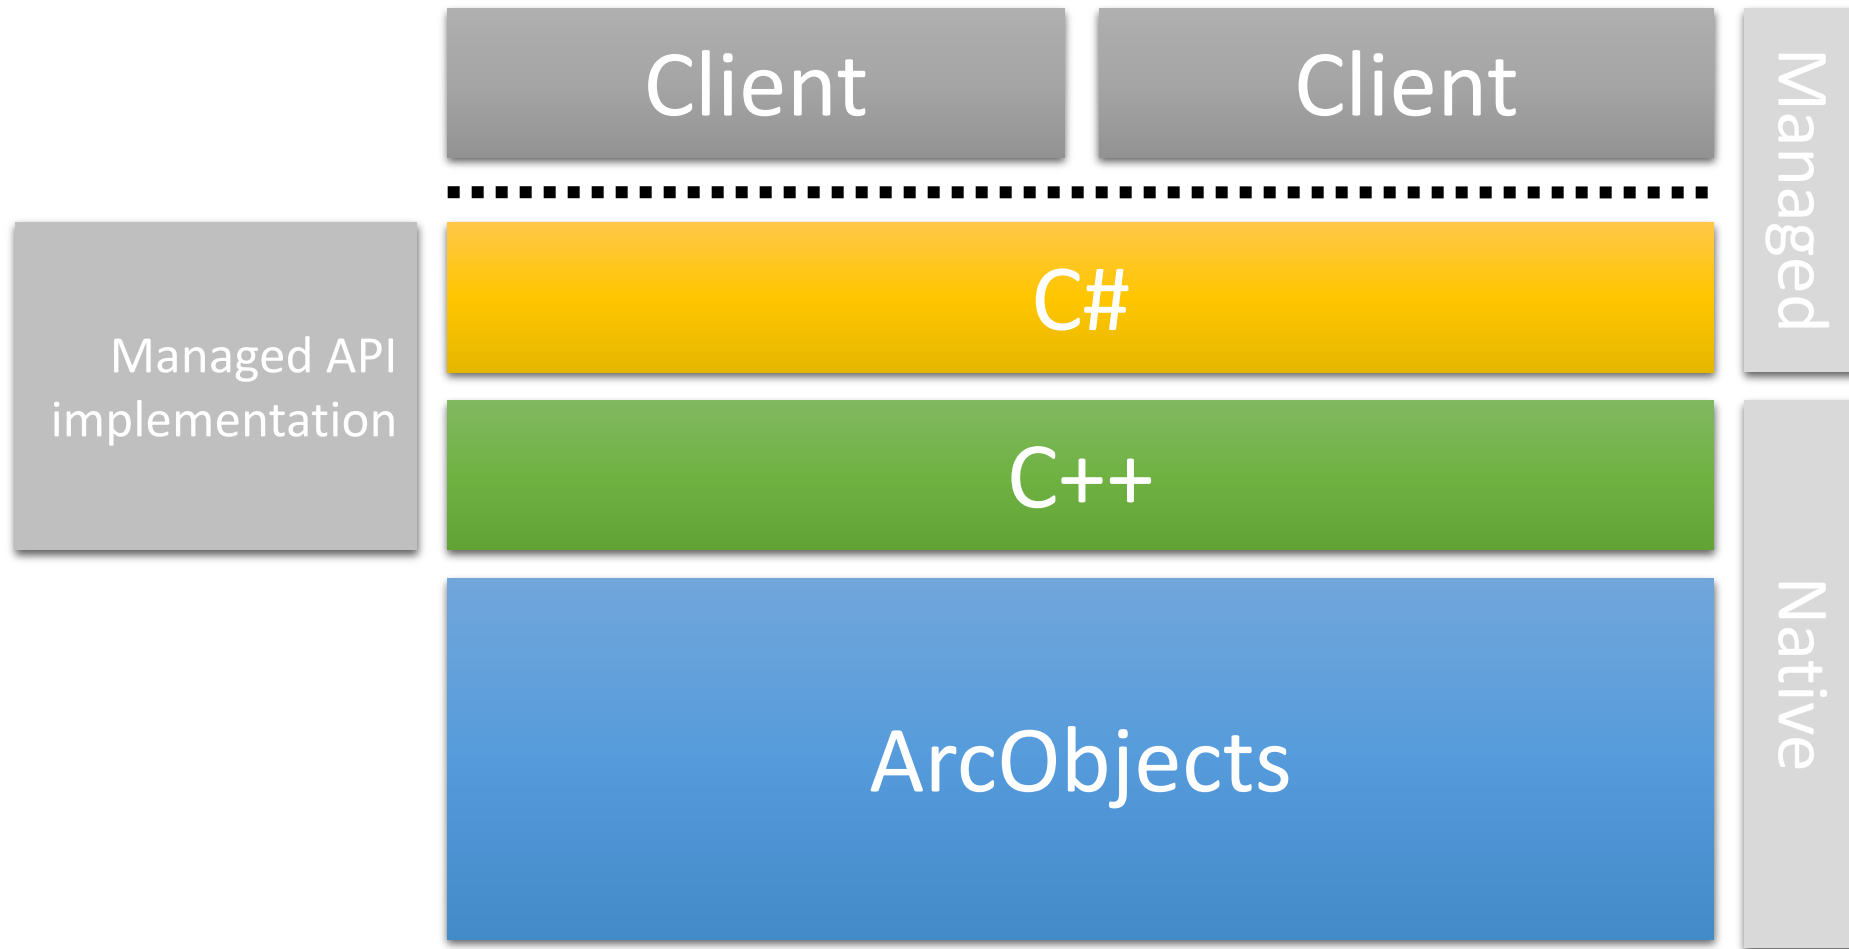 Client
Client
Managed
C#
Managed API
implementation
C++
Native
ArcObjects